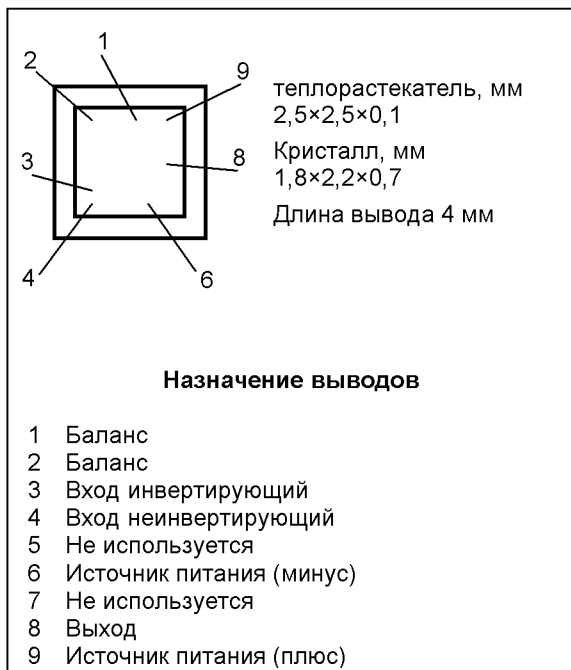 1
2
9
теплорастекатель, мм
2,5×2,5×0,1
3
8
Кристалл, мм
1,8×2,2×0,7
Длина вывода 4 мм
4
6
Назначение выводов
1 Баланс
2 Баланс
3 Вход инвертирующий
4 Вход неинвертирующий
5 Не используется
6 Источник питания (минус)
7 Не используется
8 Выход
9 Источник питания (плюс)